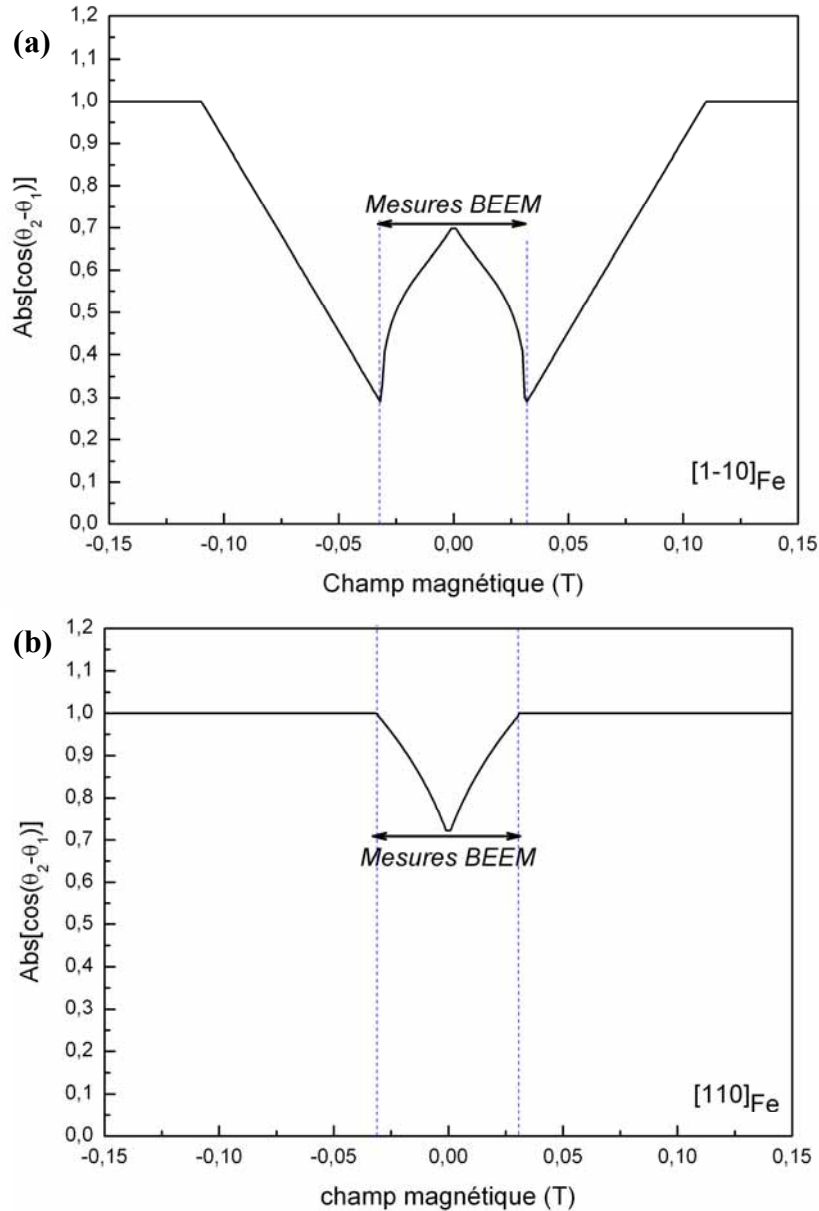 (a)
1,2
1,1
1,0
0,9
0,8
0,7
0,6
0,5
0,4
0,3
0,2
0,1
0,0
Abs[cos(θ2-θ1)]
Mesures BEEM
[1-10]Fe
-0,15 -0,10 -0,05 0,00 0,05 0,10 0,15
Champ magnétique (T)
(b)
1,2
1,1
1,0
0,9
0,8
0,7
0,6
0,5
0,4
0,3
0,2
0,1
0,0
Abs[cos(θ2-θ1)]
Mesures BEEM
[110]Fe
-0,15 -0,10 -0,05 0,00 0,05 0,10 0,15
champ magnétique (T)